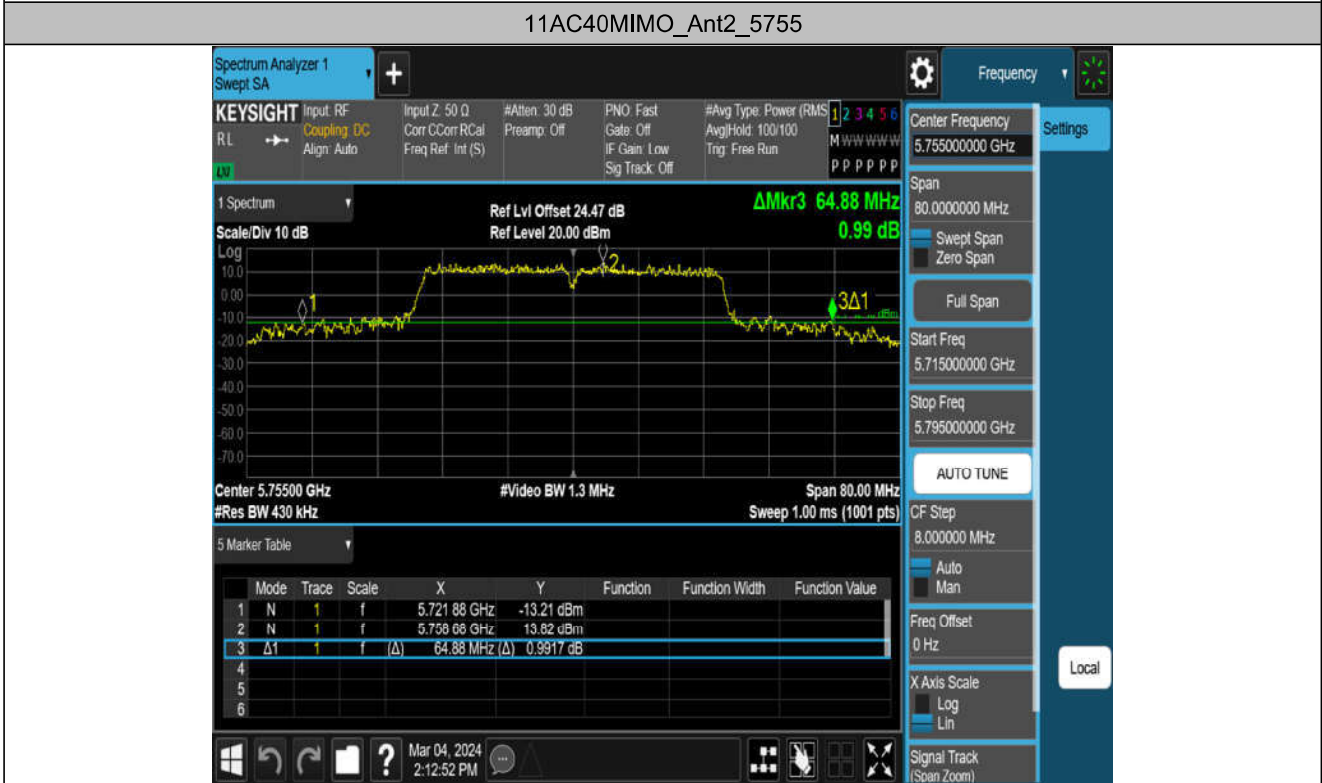 11AC40MIMO_Ant2_5755
Spectrum Analyzer 1
Swept SA
+
Frequency
KEYSIGHT
RL
LXI
Input: RF
Coupling: DC
Align: Auto
Input Z: 50 Ω
Corr CCorr RCal
Freq Ref: Int (S)
#Atten: 30 dB
Preamp: Off
PNO: Fast
Gate: Off
IF Gain: Low
Sig Track: Off
#Avg Type: Power (RMS
Avg|Hold: 100/100
Trig: Free Run
1 2 3 4 5 6
M W W W W W
P P P P P P
Center Frequency
5.755000000 GHz
Settings
Span
80.0000000 MHz
Swept Span
Zero Span
Full Span
Start Freq
5.715000000 GHz
Stop Freq
5.795000000 GHz
AUTO TUNE
CF Step
8.000000 MHz
Auto
Man
Freq Offset
0 Hz
X Axis Scale
Log
Lin
Signal Track
(Span Zoom)
Local
1 Spectrum
Scale/Div 10 dB
Ref Lvl Offset 24.47 dB
Ref Level 20.00 dBm
ΔMkr3 64.88 MHz
0.99 dB
Log
10.0
0.00
-10.0
-20.0
-30.0
-40.0
-50.0
-60.0
-70.0
1
2
3Δ1
dBm
Center 5.75500 GHz
#Video BW 1.3 MHz
Span 80.00 MHz
#Res BW 430 kHz
Sweep 1.00 ms (1001 pts)
5 Marker Table
Mode Trace Scale X Y Function Function Width Function Value
1 N 1 f 5.721 88 GHz -13.21 dBm
2 N 1 f 5.758 68 GHz 13.82 dBm
3 Δ1 1 f (Δ) 64.88 MHz (Δ) 0.9917 dB
4
5
6
?
Mar 04, 2024
2:12:52 PM